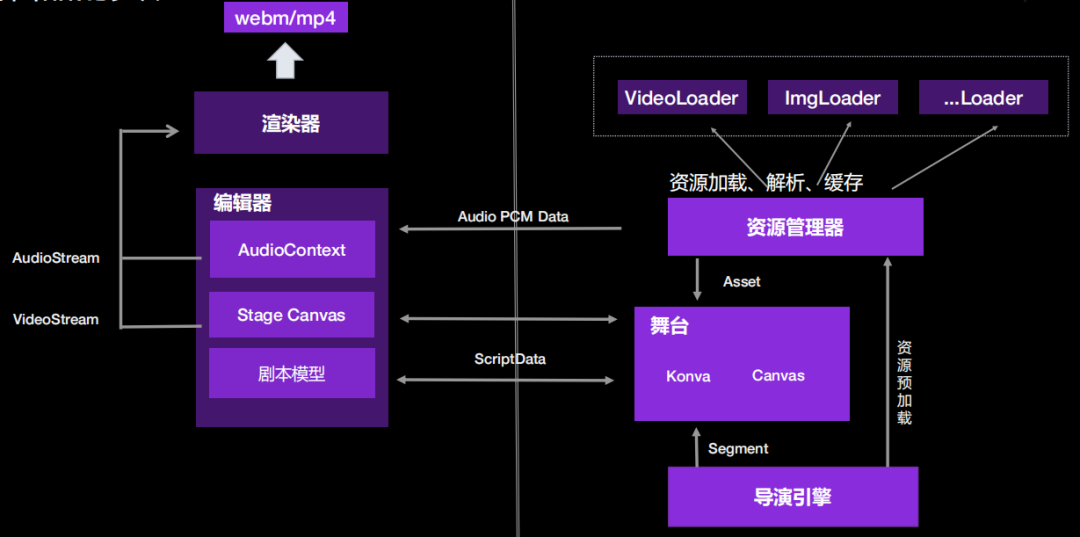 webm/mp4
渲染器
编辑器
AudioContext
AudioStream
Stage Canvas
VideoStream
剧本模型
Audio PCM Data
ScriptData
VideoLoader
ImgLoader
...Loader
资源加载、解析、缓存
资源管理器
Asset
舞台
Konva
Canvas
资源预加载
Segment
导演引擎